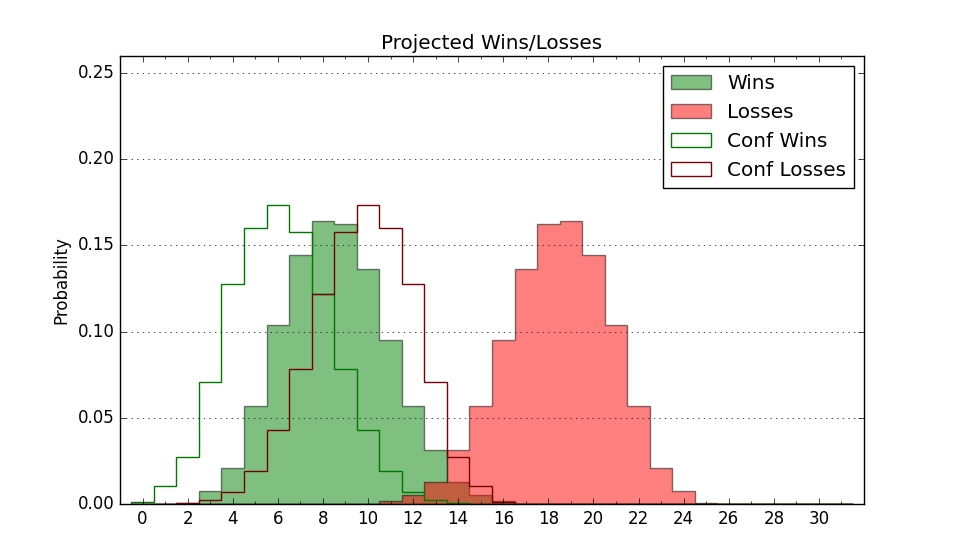 Projected Wins/Losses
0.25
0.20
0.15
0.10
0.05
0.00
Probability
Wins
Losses
Conf Wins
Conf Losses
0 2 4 6 8 10 12 14 16 18 20 22 24 26 28 30